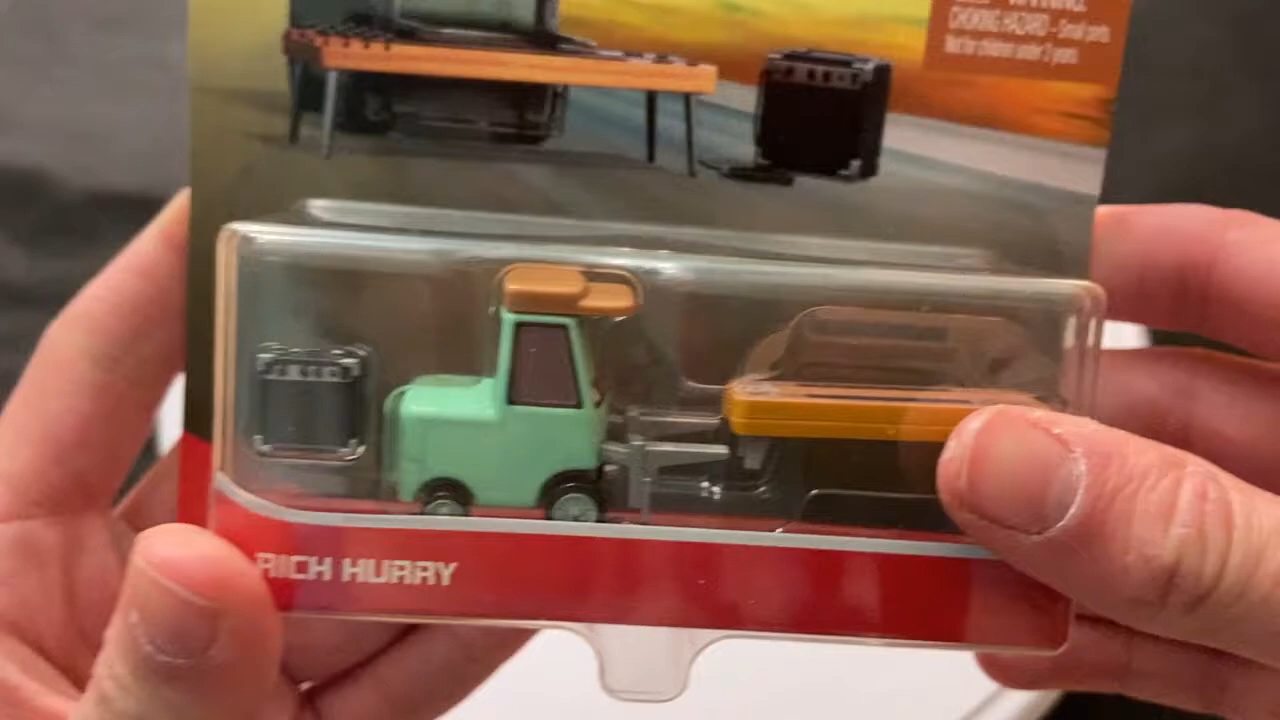 CHOKING HAZARD - Small parts
Not for children under 3 years
RICH HURRY